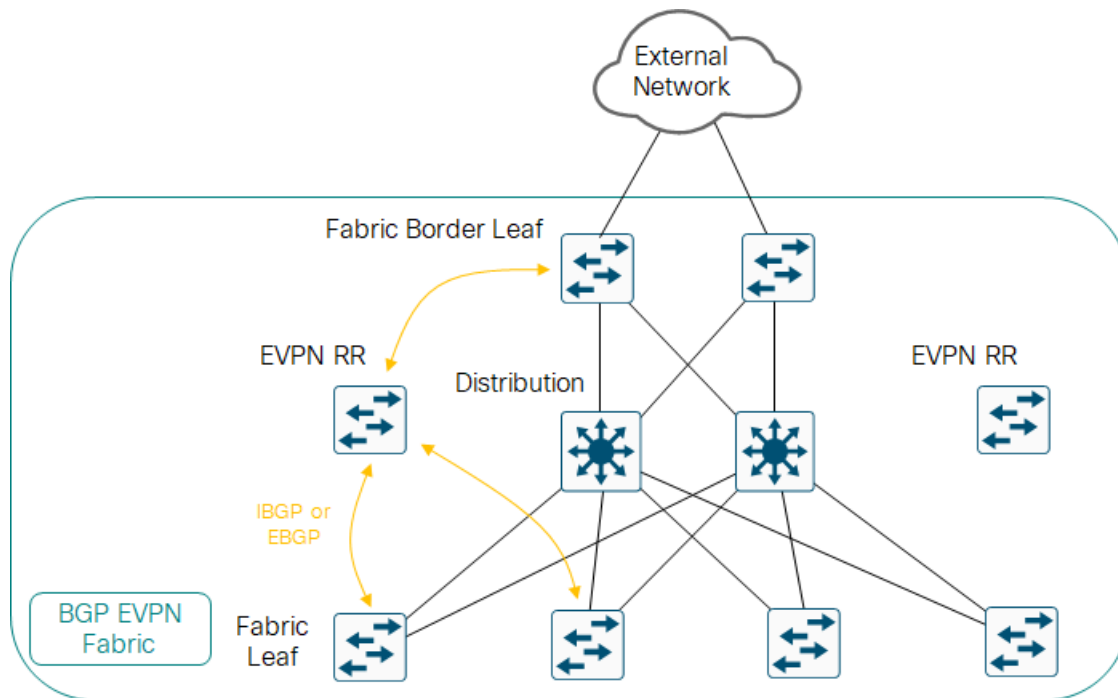 External
Network
Fabric Border Leaf
EVPN RR
EVPN RR
Distribution
IBGP or
EBGP
BGP EVPN
Fabric
Fabric
Leaf